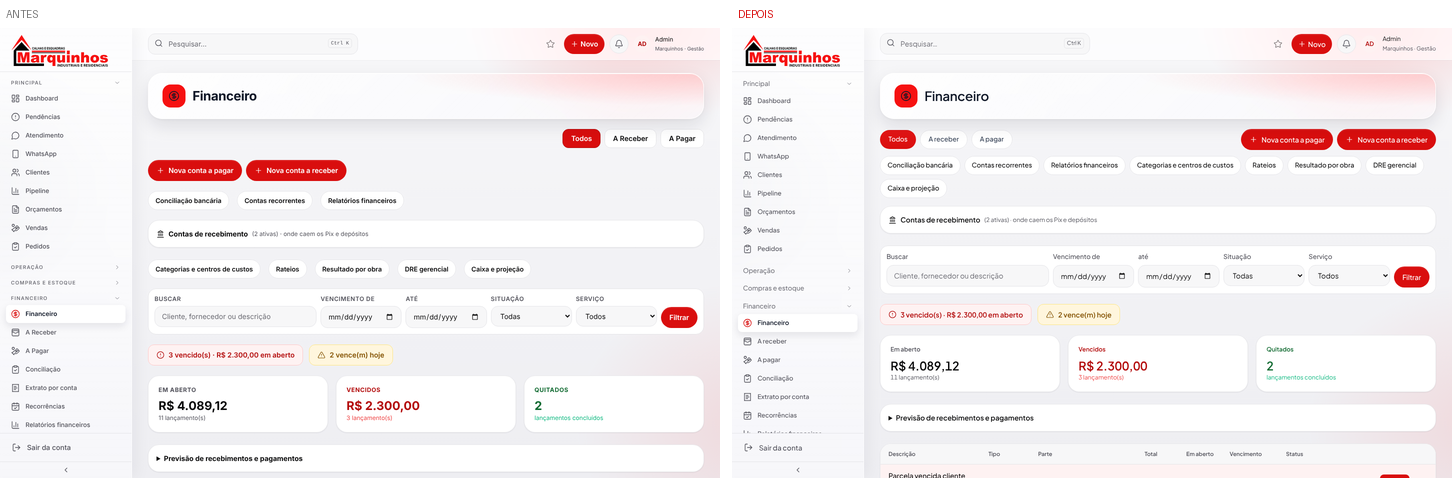 ANTES
CALHAS E ESQUADRIAS
Marquinhos
INDUSTRIAIS E RESIDENCIAIS
Pesquisar...
Ctrl K
+ Novo
AD
Admin
Marquinhos · Gestão
PRINCIPAL
Dashboard
Pendências
Atendimento
WhatsApp
Clientes
Pipeline
Orçamentos
Vendas
Pedidos
OPERAÇÃO
COMPRAS E ESTOQUE
FINANCEIRO
Financeiro
A Receber
A Pagar
Conciliação
Extrato por conta
Recorrências
Relatórios financeiros
Sair da conta
Financeiro
Todos
A Receber
A Pagar
+ Nova conta a pagar
+ Nova conta a receber
Conciliação bancária
Contas recorrentes
Relatórios financeiros
Contas de recebimento (2 ativas) · onde caem os Pix e depósitos
Categorias e centros de custos
Rateios
Resultado por obra
DRE gerencial
Caixa e projeção
BUSCAR
VENCIMENTO DE
ATÉ
SITUAÇÃO
SERVIÇO
Cliente, fornecedor ou descrição
mm/dd/yyyy
mm/dd/yyyy
Todas
Todos
Filtrar
3 vencido(s) · R$ 2.300,00 em aberto
2 vence(m) hoje
EM ABERTO
R$ 4.089,12
11 lançamento(s)
VENCIDOS
R$ 2.300,00
3 lançamento(s)
QUITADOS
2
lançamentos concluídos
Previsão de recebimentos e pagamentos
DEPOIS
CALHAS E ESQUADRIAS
Marquinhos
INDUSTRIAIS E RESIDENCIAIS
Pesquisar...
Ctrl K
+ Novo
AD
Admin
Marquinhos · Gestão
Principal
Dashboard
Pendências
Atendimento
WhatsApp
Clientes
Pipeline
Orçamentos
Vendas
Pedidos
Operação
Compras e estoque
Financeiro
Financeiro
A receber
A pagar
Conciliação
Extrato por conta
Recorrências
Relatórios financeiros
Sair da conta
Financeiro
Todos
A receber
A pagar
+ Nova conta a pagar
+ Nova conta a receber
Conciliação bancária
Contas recorrentes
Relatórios financeiros
Categorias e centros de custos
Rateios
Resultado por obra
DRE gerencial
Caixa e projeção
Contas de recebimento (2 ativas) · onde caem os Pix e depósitos
Buscar
Vencimento de
até
Situação
Serviço
Cliente, fornecedor ou descrição
mm/dd/yyyy
mm/dd/yyyy
Todas
Todos
Filtrar
3 vencido(s) · R$ 2.300,00 em aberto
2 vence(m) hoje
Em aberto
R$ 4.089,12
11 lançamento(s)
Vencidos
R$ 2.300,00
3 lançamento(s)
Quitados
2
lançamentos concluídos
Previsão de recebimentos e pagamentos
Descrição
Tipo
Parte
Total
Em aberto
Vencimento
Status
Parcela vencida cliente